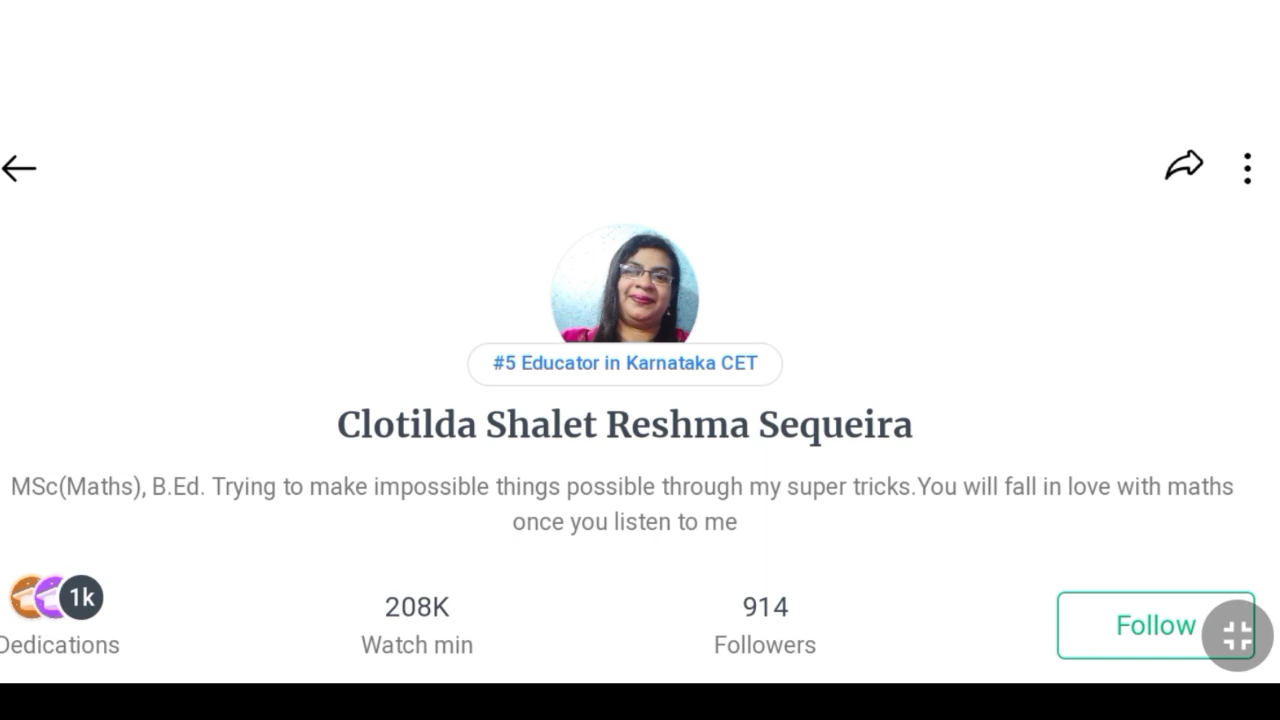 #5 Educator in Karnataka CET
Clotilda Shalet Reshma Sequeira
MSc(Maths), B.Ed. Trying to make impossible things possible through my super tricks.You will fall in love with maths
once you listen to me
1k
208K
914
Follow
Dedications
Watch min
Followers